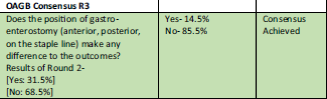 OAGB Consensus R3
Does the position of gastro-
enterostomy (anterior, posterior,
on the staple line) make any
difference to the outcomes?
Results of Round 2-
[Yes: 31.5%]
[No: 68.5%]
Yes- 14.5%
No- 85.5%
Consensus
Achieved